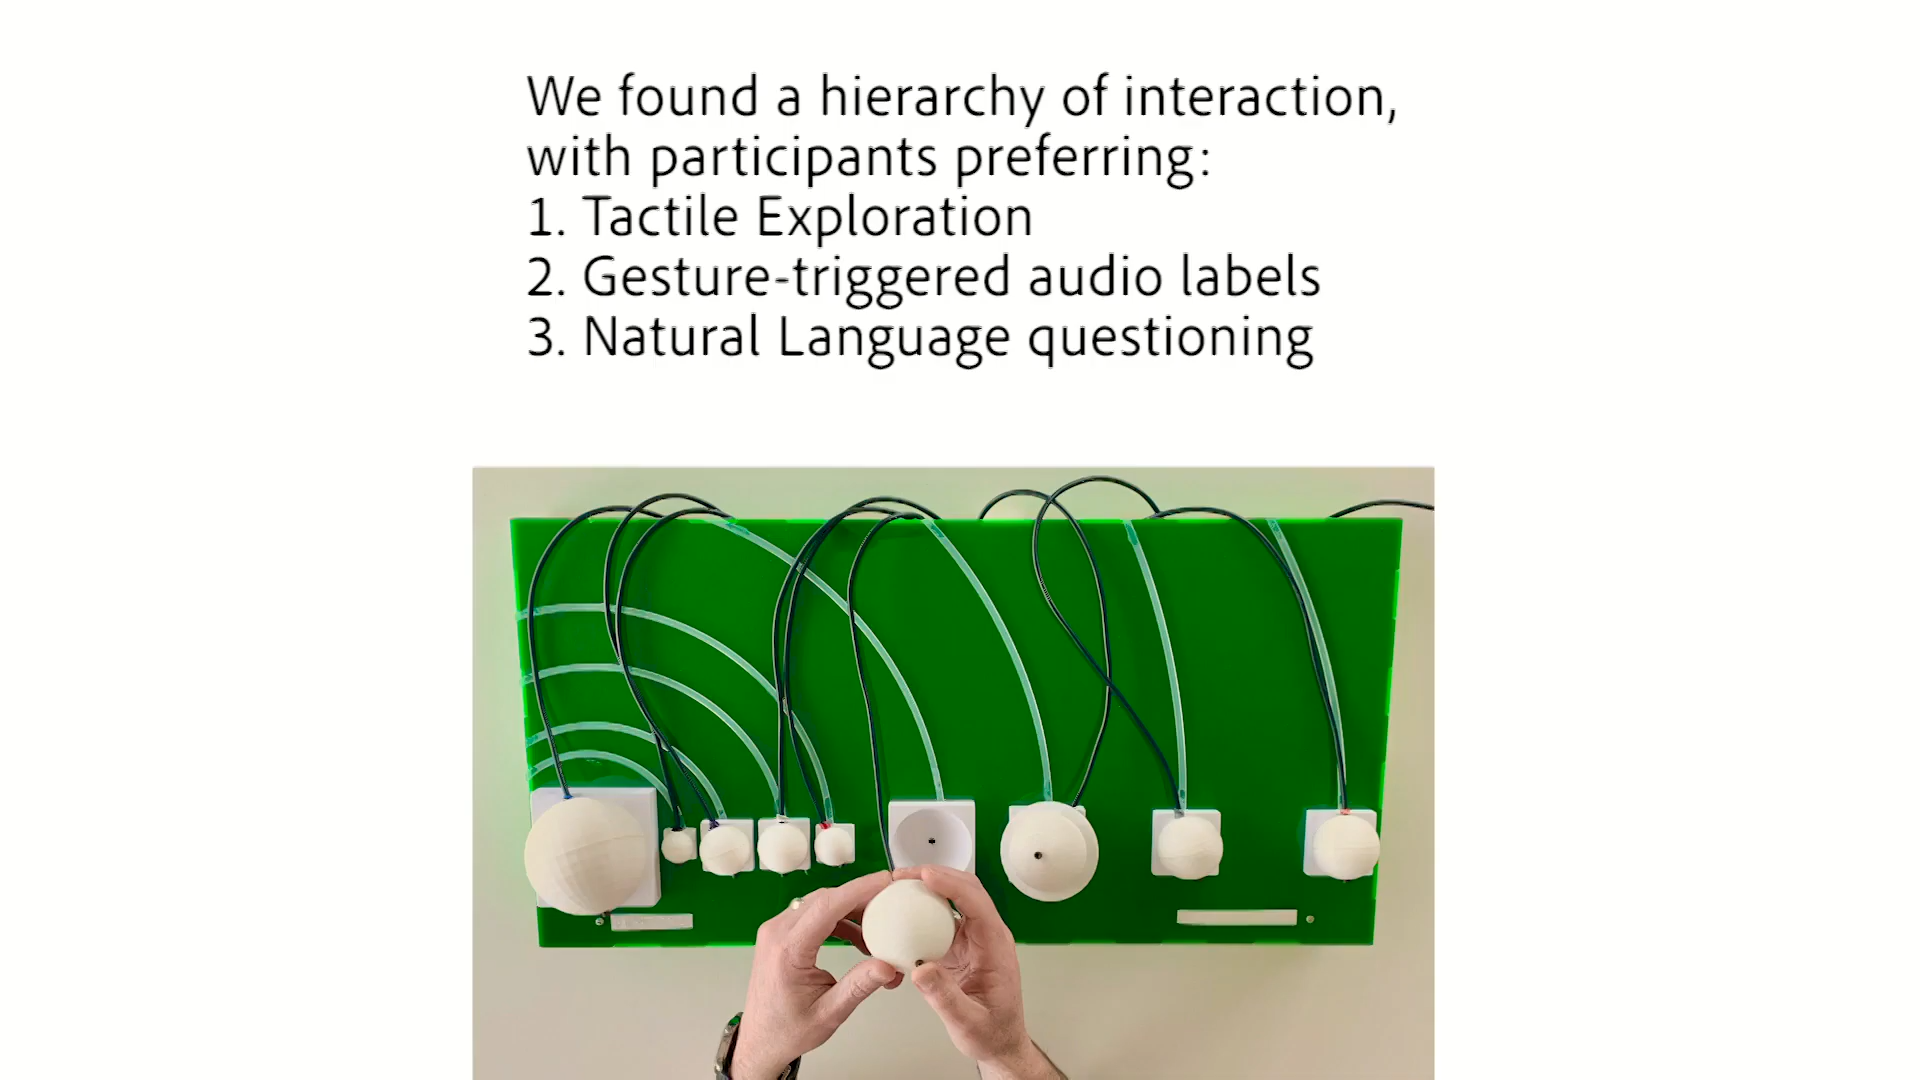 We found a hierarchy of interaction,
with participants preferring:
1. Tactile Exploration
2. Gesture-triggered audio labels
3. Natural Language questioning